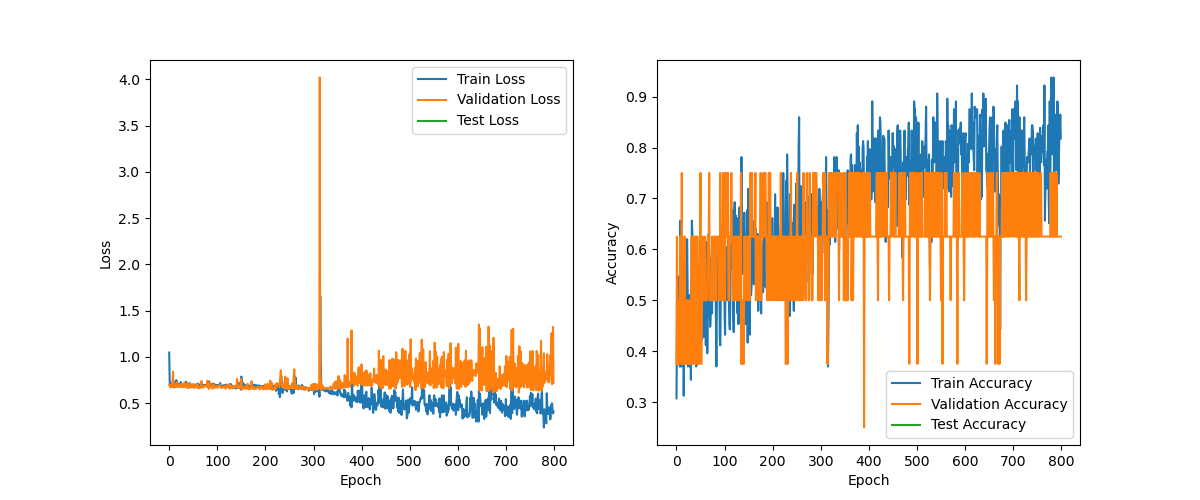 4.0
3.5
3.0
2.5
2.0
1.5
1.0
0.5
Loss
0 100 200 300 400 500 600 700 800
Epoch
Train Loss
Validation Loss
Test Loss
0.9
0.8
0.7
0.6
0.5
0.4
0.3
Accuracy
0 100 200 300 400 500 600 700 800
Epoch
Train Accuracy
Validation Accuracy
Test Accuracy